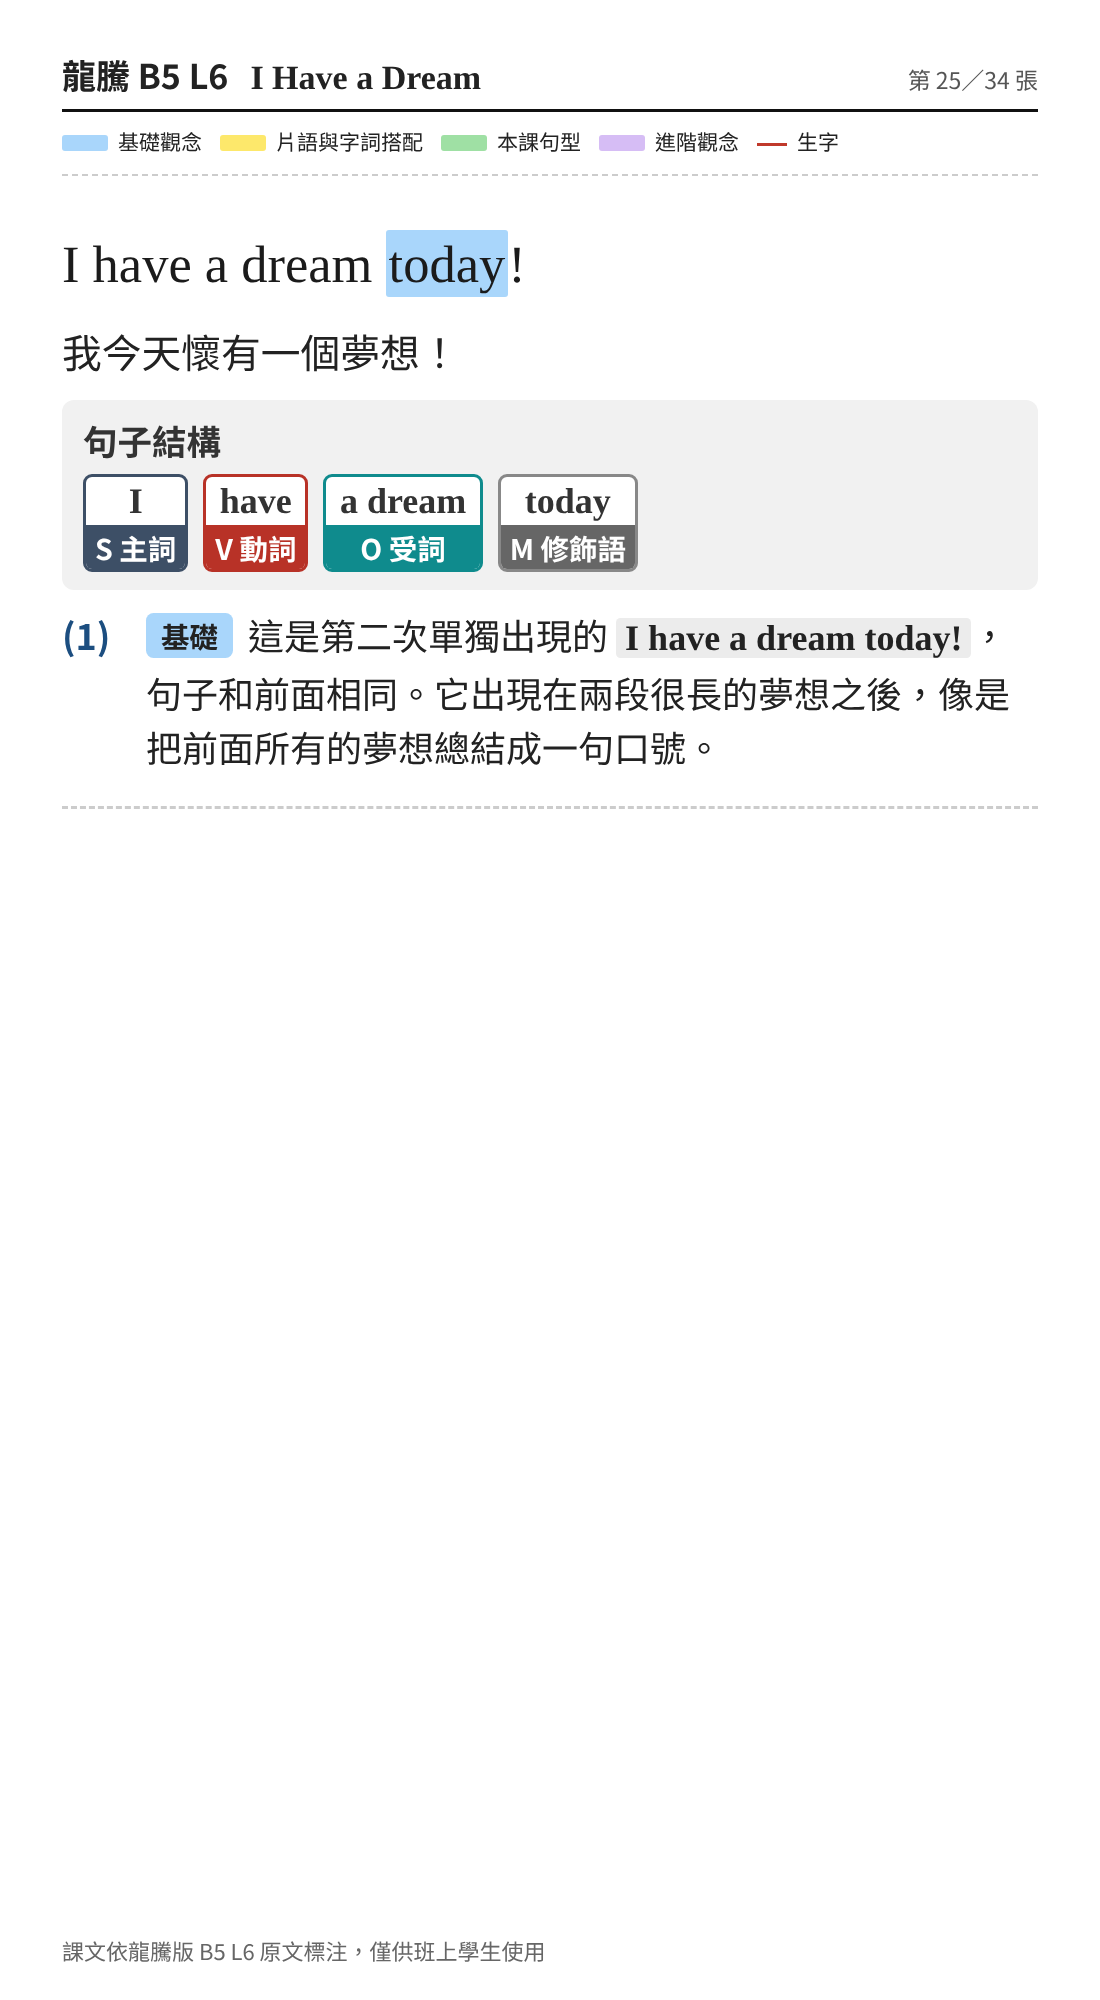 龍騰 B5 L6 I Have a Dream 第 25／34 張
基礎觀念 片語與字詞搭配 本課句型 進階觀念 生字
I have a dream today!
我今天懷有一個夢想！
句子結構
I have a dream today
S 主詞 V 動詞 O 受詞 M 修飾語
(1) 基礎 這是第二次單獨出現的 I have a dream today! ，
句子和前面相同。它出現在兩段很長的夢想之後，像是
把前面所有的夢想總結成一句口號。
課文依龍騰版 B5 L6 原文標注，僅供班上學生使用